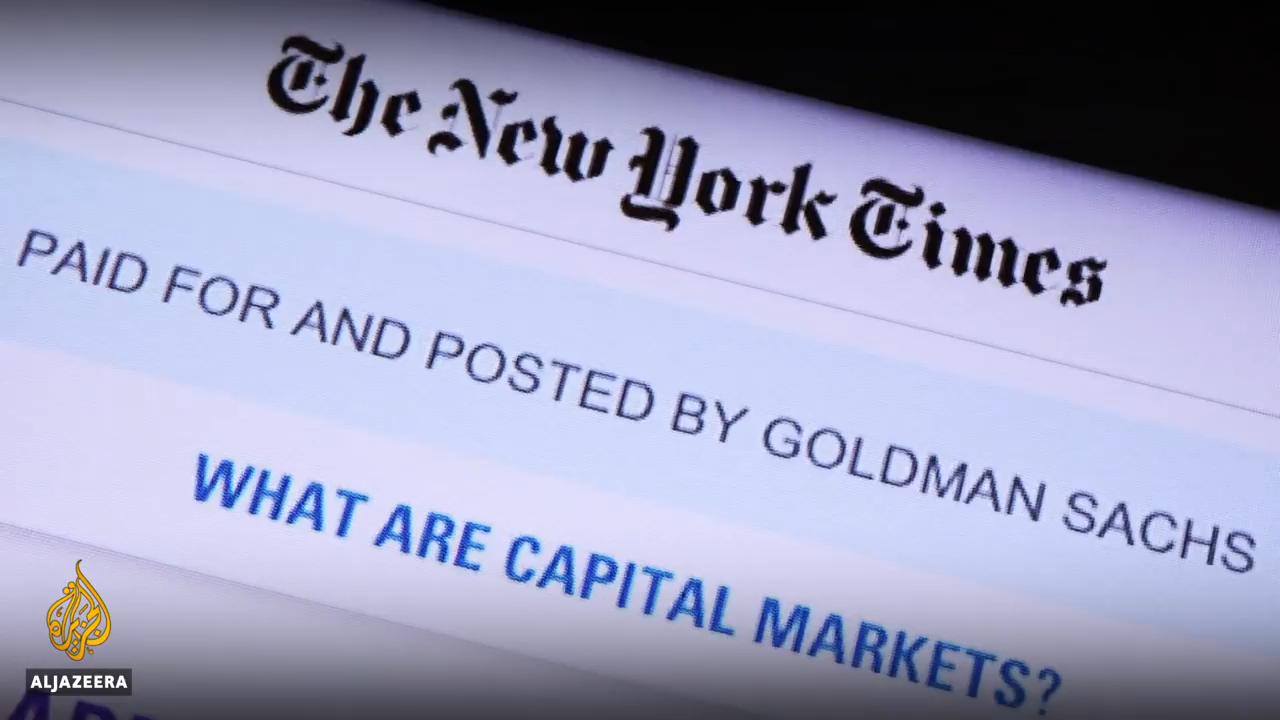 The New York Times
PAID FOR AND POSTED BY GOLDMAN SACHS
WHAT ARE CAPITAL MARKETS?
ALJAZEERA